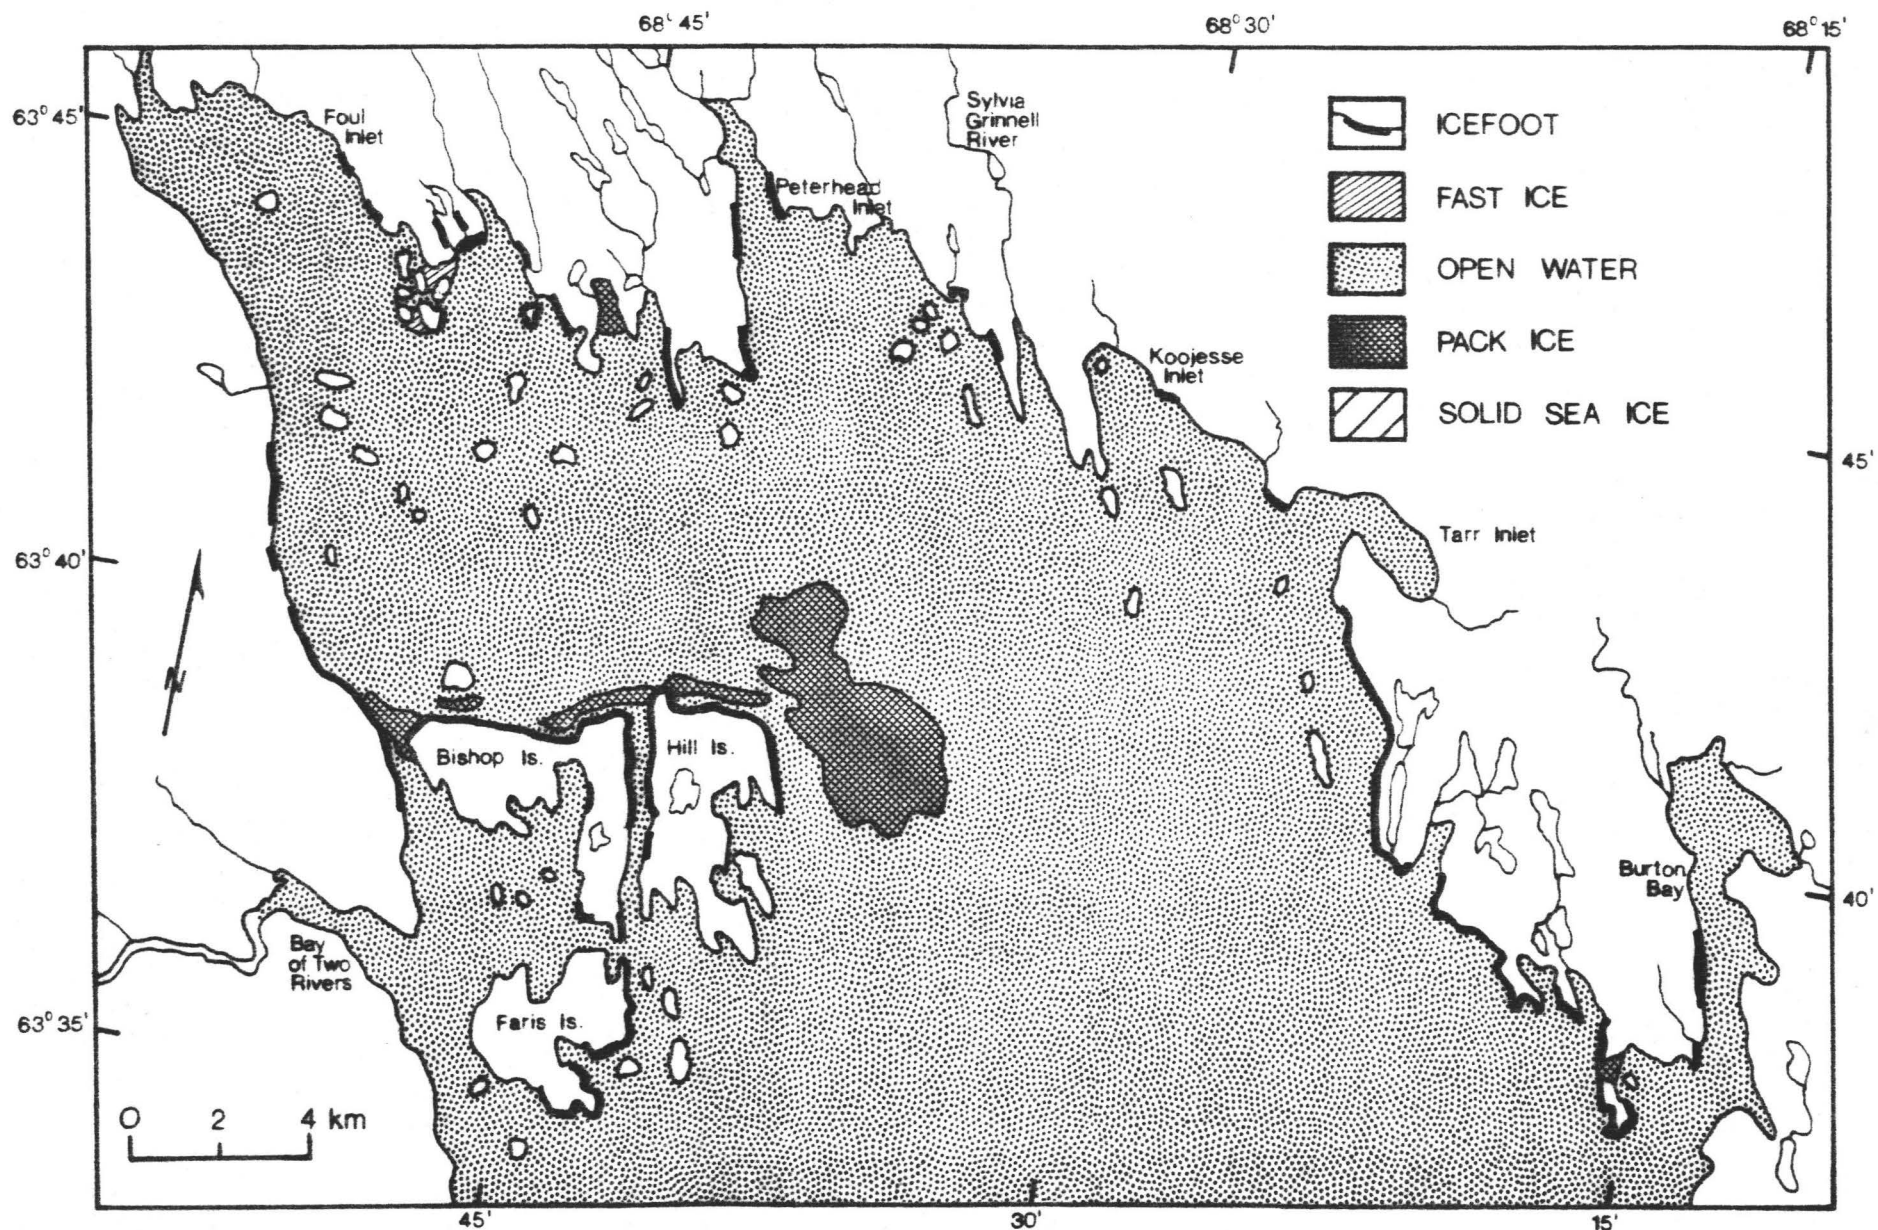 68° 45'
68° 30'
68° 15'
63° 45'
Foul
Inlet
Sylvia
Grinnell
River
Peterhead
Inlet
ICEFOOT
FAST ICE
OPEN WATER
PACK ICE
SOLID SEA ICE
Koojesse
Inlet
45'
Tarr Inlet
63° 40'
N
Bishop Is.
Hill Is.
Burton
Bay
40'
Bay
of Two
Rivers
63° 35'
Faris Is.
0 2 4 km
45'
30'
15'